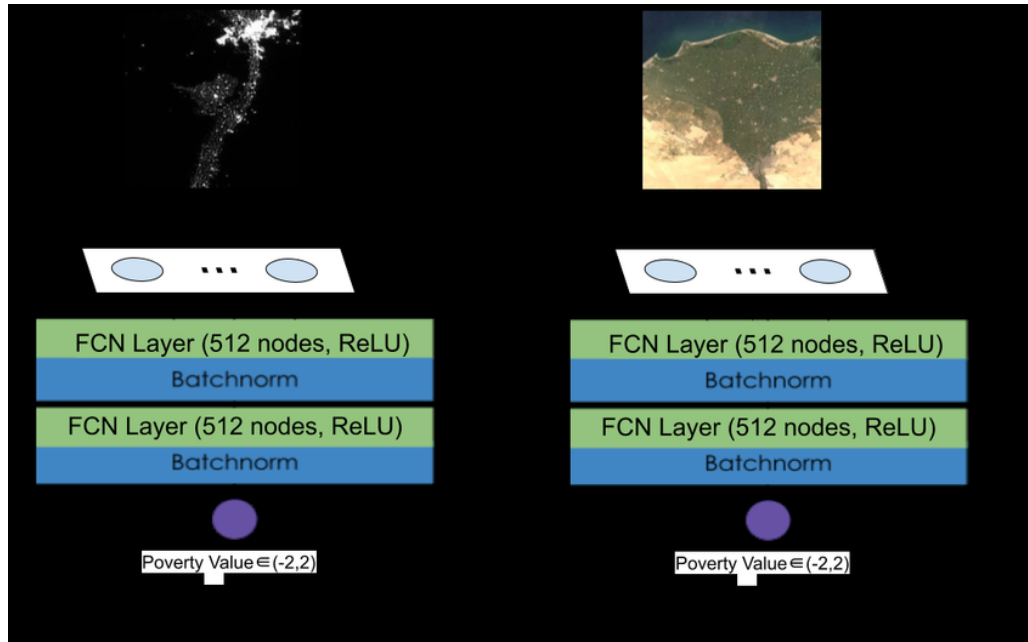 FCN Layer (512 nodes, ReLU)
Batchnorm
FCN Layer (512 nodes, ReLU)
Batchnorm
Poverty Value∈(-2,2)
FCN Layer (512 nodes, ReLU)
Batchnorm
FCN Layer (512 nodes, ReLU)
Batchnorm
Poverty Value∈(-2,2)